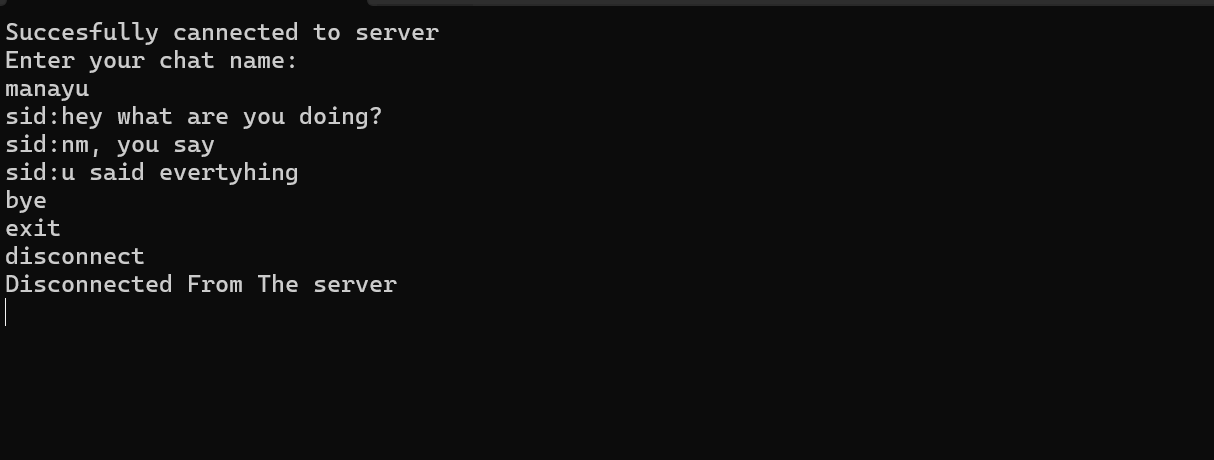 Succesfully cannected to server
Enter your chat name:
manayu
sid:hey what are you doing?
sid:nm, you say
sid:u said evertyhing
bye
exit
disconnect
Disconnected From The server